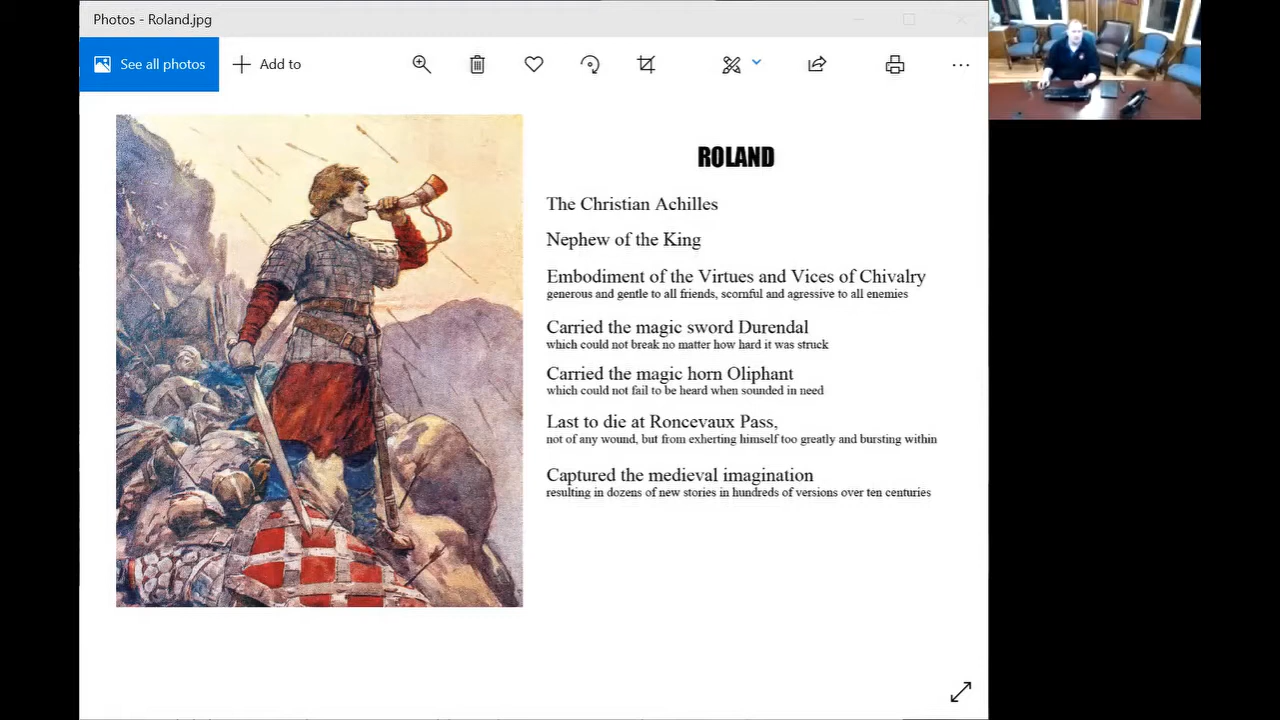 Photos - Roland.jpg
See all photos
Add to
ROLAND
The Christian Achilles
Nephew of the King
Embodiment of the Virtues and Vices of Chivalry
generous and gentle to all friends, scornful and agressive to all enemies
Carried the magic sword Durendal
which could not break no matter how hard it was struck
Carried the magic horn Oliphant
which could not fail to be heard when sounded in need
Last to die at Roncevaux Pass,
not of any wound, but from exherting himself too greatly and bursting within
Captured the medieval imagination
resulting in dozens of new stories in hundreds of versions over ten centuries